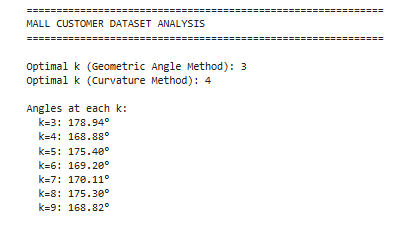 ============================================================
MALL CUSTOMER DATASET ANALYSIS
============================================================
Optimal k (Geometric Angle Method): 3
Optimal k (Curvature Method): 4
Angles at each k:
k=3: 178.94°
k=4: 168.88°
k=5: 175.40°
k=6: 169.20°
k=7: 170.11°
k=8: 175.30°
k=9: 168.82°